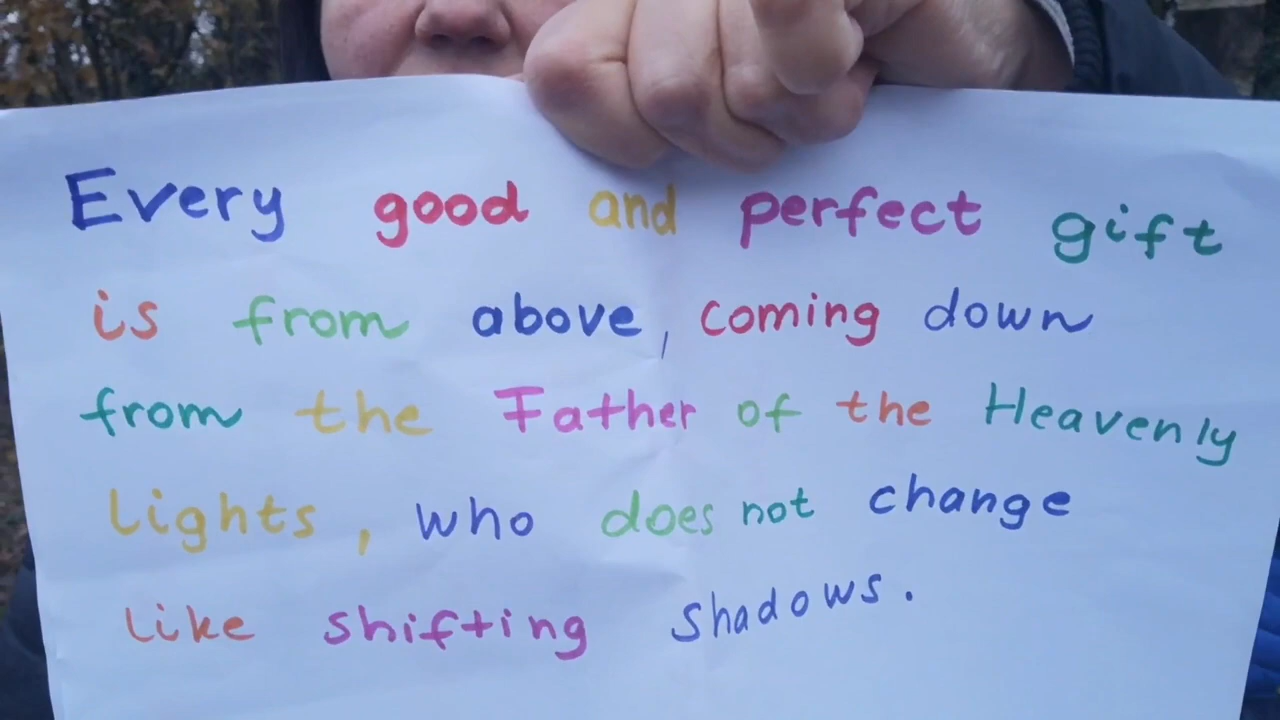 Every good and perfect gift
is from above, coming down
from the Father of the Heavenly
Lights, who does not change
like shifting shadows.